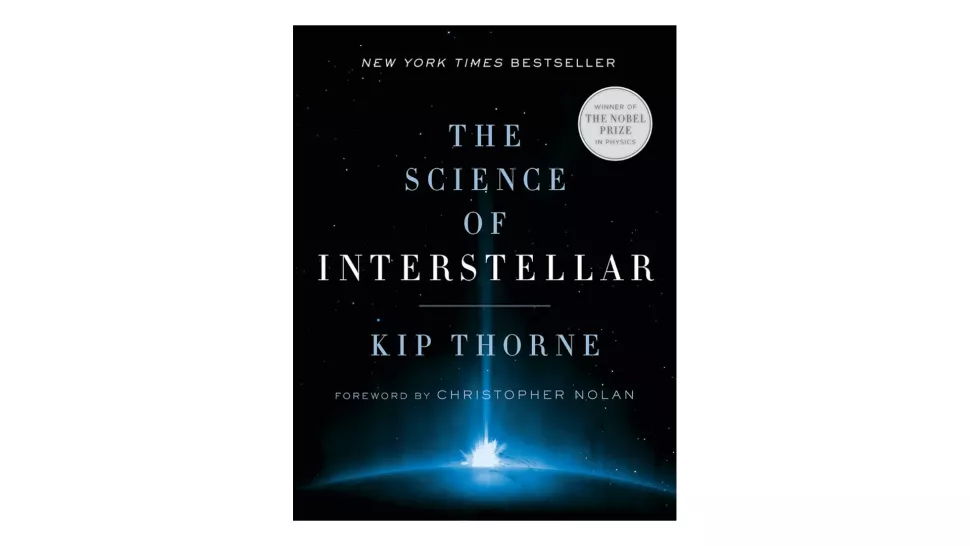 NEW YORK TIMES BESTSELLER
WINNER OF
THE NOBEL
PRIZE
IN PHYSICS
THE
SCIENCE
OF
INTERSTELLAR
KIP THORNE
FOREWORD BY CHRISTOPHER NOLAN